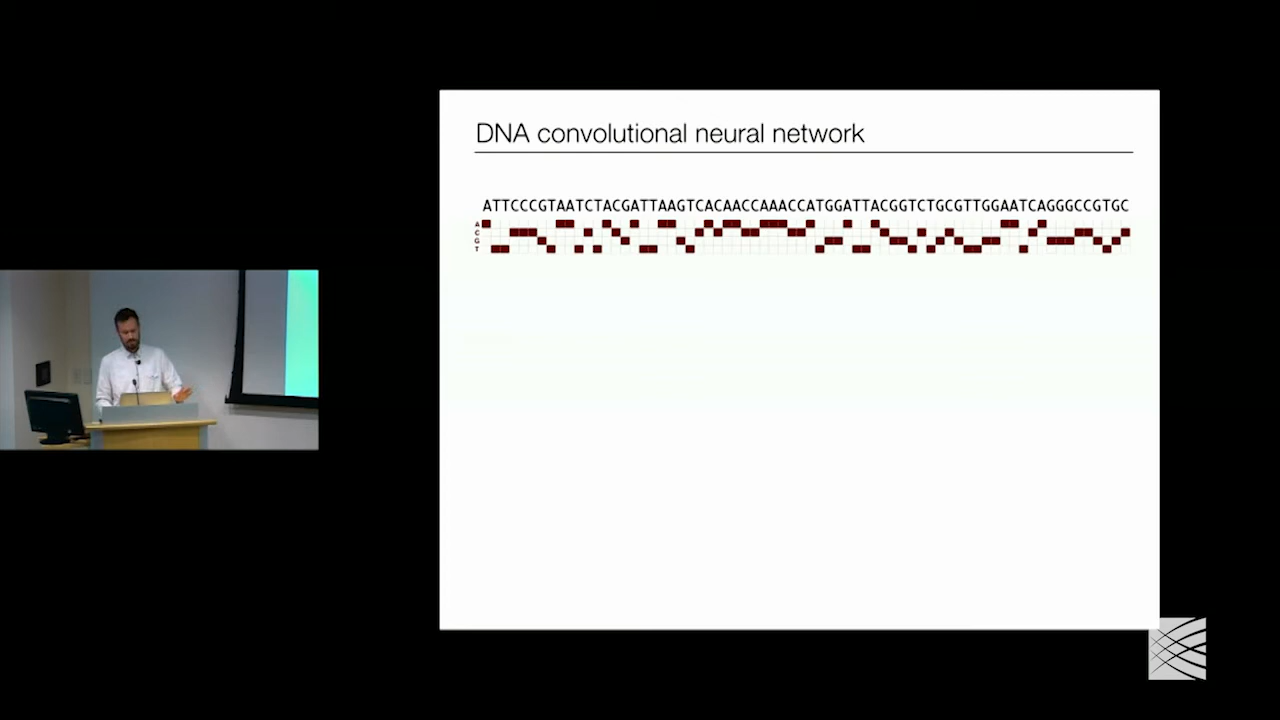 DNA convolutional neural network
ATTCCCGTAATCTACGATTAAGTCACAACCAAACCATGGATTACGGTCTGCGTTGGAATCAGGGCCGTGC
A
C
G
T